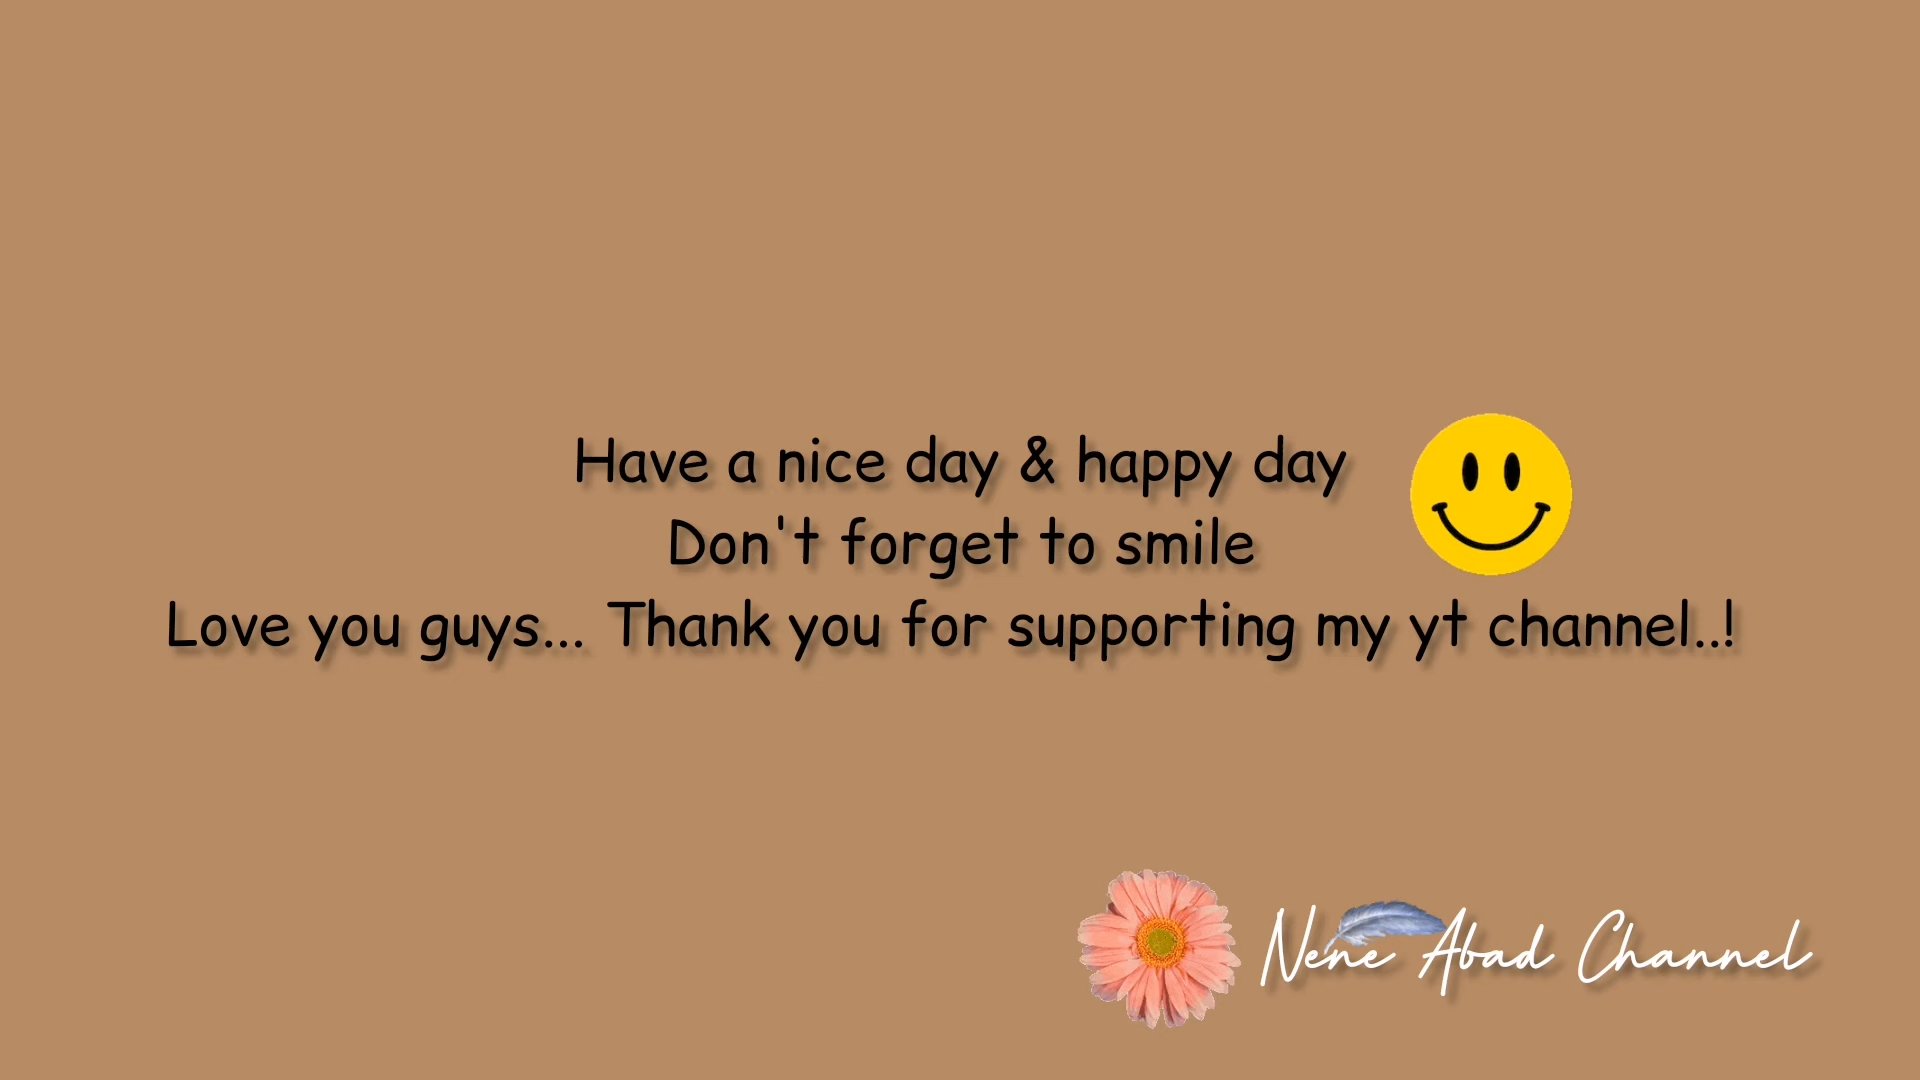 Have a nice day & happy day
Don't forget to smile
Love you guys... Thank you for supporting my yt channel..!
Nene Abad Channel